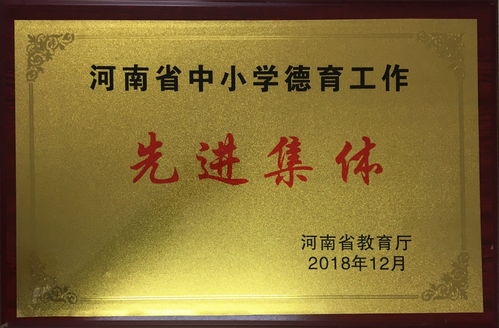 河南省中小学德育工作
先进集体
河南省教育厅
2018年12月